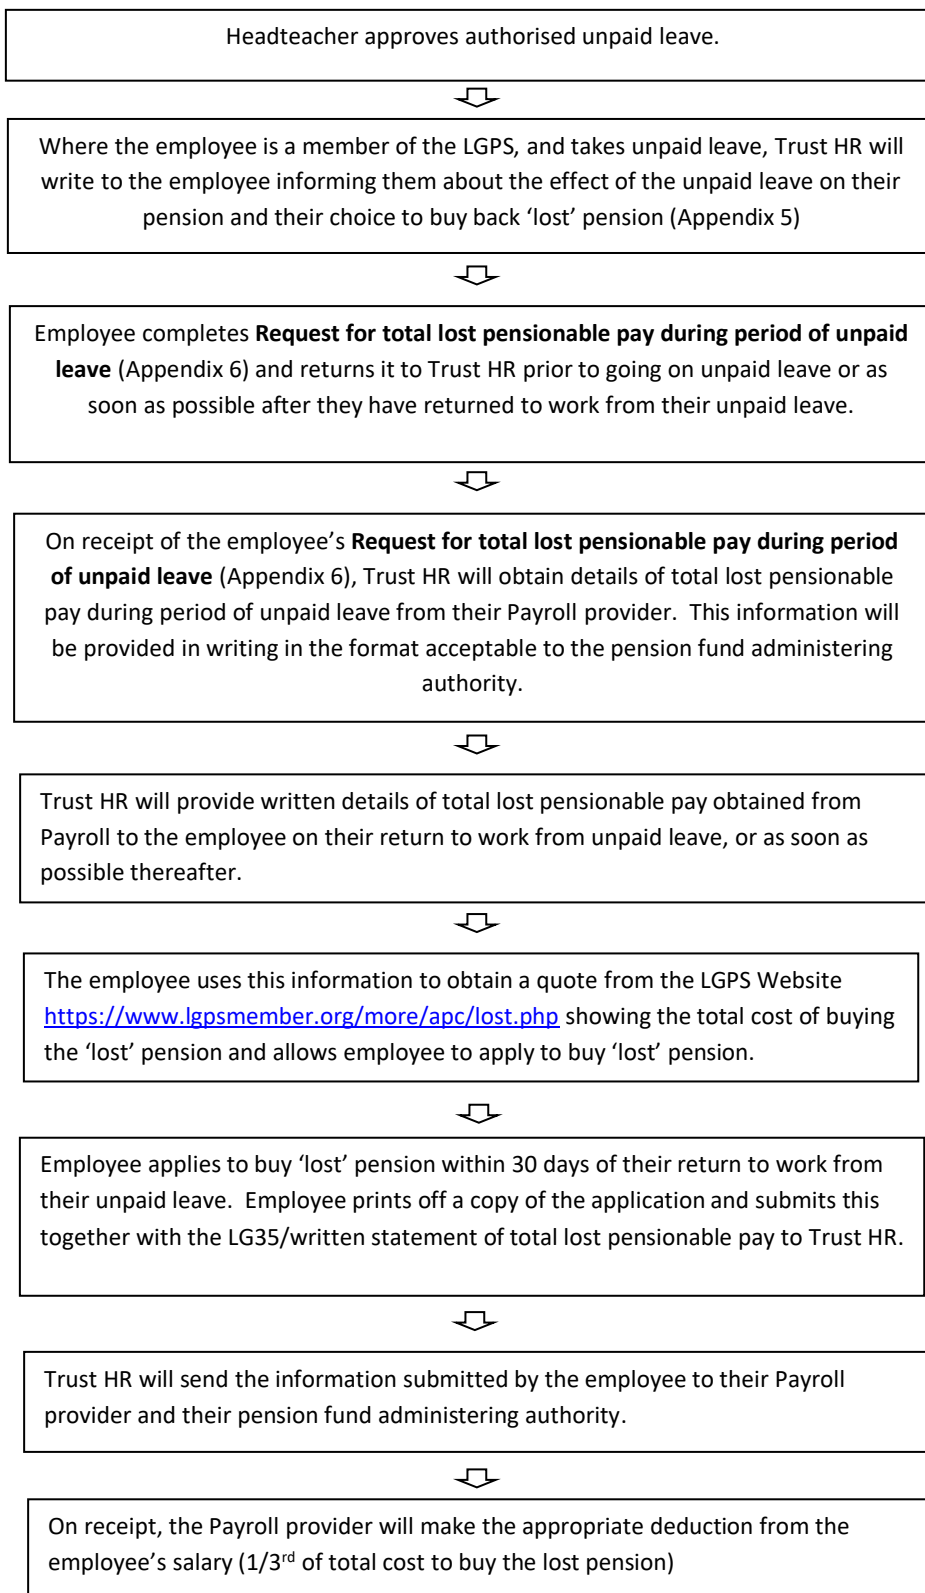 Headteacher approves authorised unpaid leave.
Where the employee is a member of the LGPS, and takes unpaid leave, Trust HR will
write to the employee informing them about the effect of the unpaid leave on their
pension and their choice to buy back ‘lost’ pension (Appendix 5)
Employee completes Request for total lost pensionable pay during period of unpaid
leave (Appendix 6) and returns it to Trust HR prior to going on unpaid leave or as
soon as possible after they have returned to work from their unpaid leave.
On receipt of the employee’s Request for total lost pensionable pay during period
of unpaid leave (Appendix 6), Trust HR will obtain details of total lost pensionable
pay during period of unpaid leave from their Payroll provider.  This information will
be provided in writing in the format acceptable to the pension fund administering
authority.
Trust HR will provide written details of total lost pensionable pay obtained from
Payroll to the employee on their return to work from unpaid leave, or as soon as
possible thereafter.
The employee uses this information to obtain a quote from the LGPS Website
https://www.lgpsmember.org/more/apc/lost.php showing the total cost of buying
the ‘lost’ pension and allows employee to apply to buy ‘lost’ pension.
Employee applies to buy ‘lost’ pension within 30 days of their return to work from
their unpaid leave.  Employee prints off a copy of the application and submits this
together with the LG35/written statement of total lost pensionable pay to Trust HR.
Trust HR will send the information submitted by the employee to their Payroll
provider and their pension fund administering authority.
On receipt, the Payroll provider will make the appropriate deduction from the
employee’s salary (1/3rd of total cost to buy the lost pension)